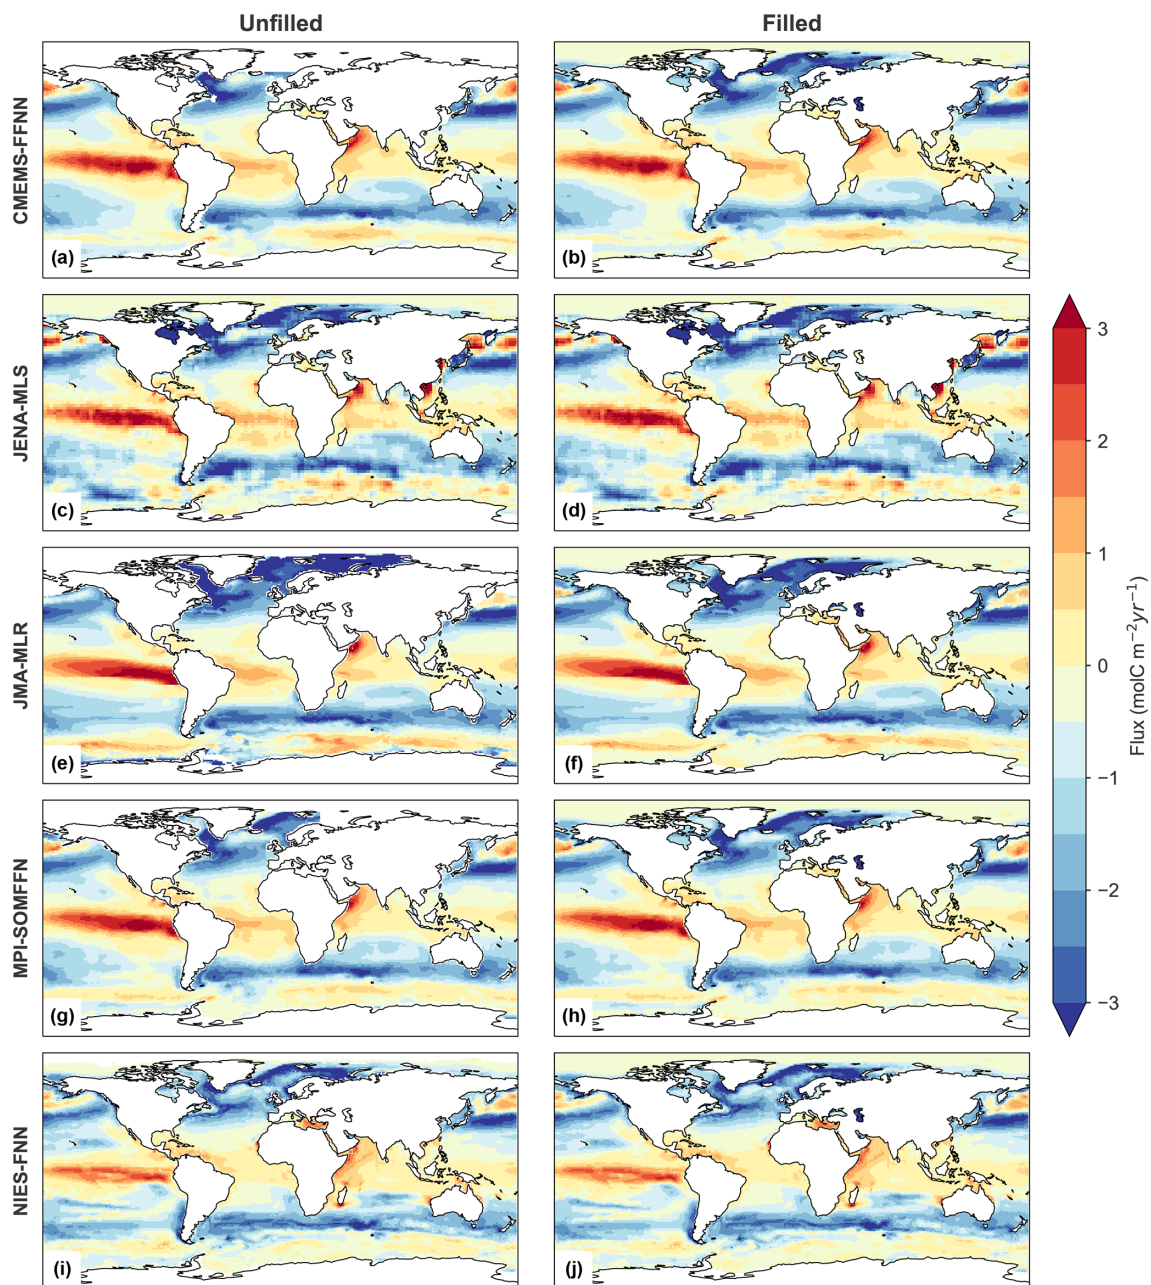 Unfilled Filled
CMEMS-FFNN
(a) (b)
JENA-MLS
(c) (d)
JMA-MLR
(e) (f)
MPI-SOMFFN
(g) (h)
NIES-FNN
(i) (j)
3
2
1
0
−1
−2
−3
Flux (molC m⁻²yr⁻¹)